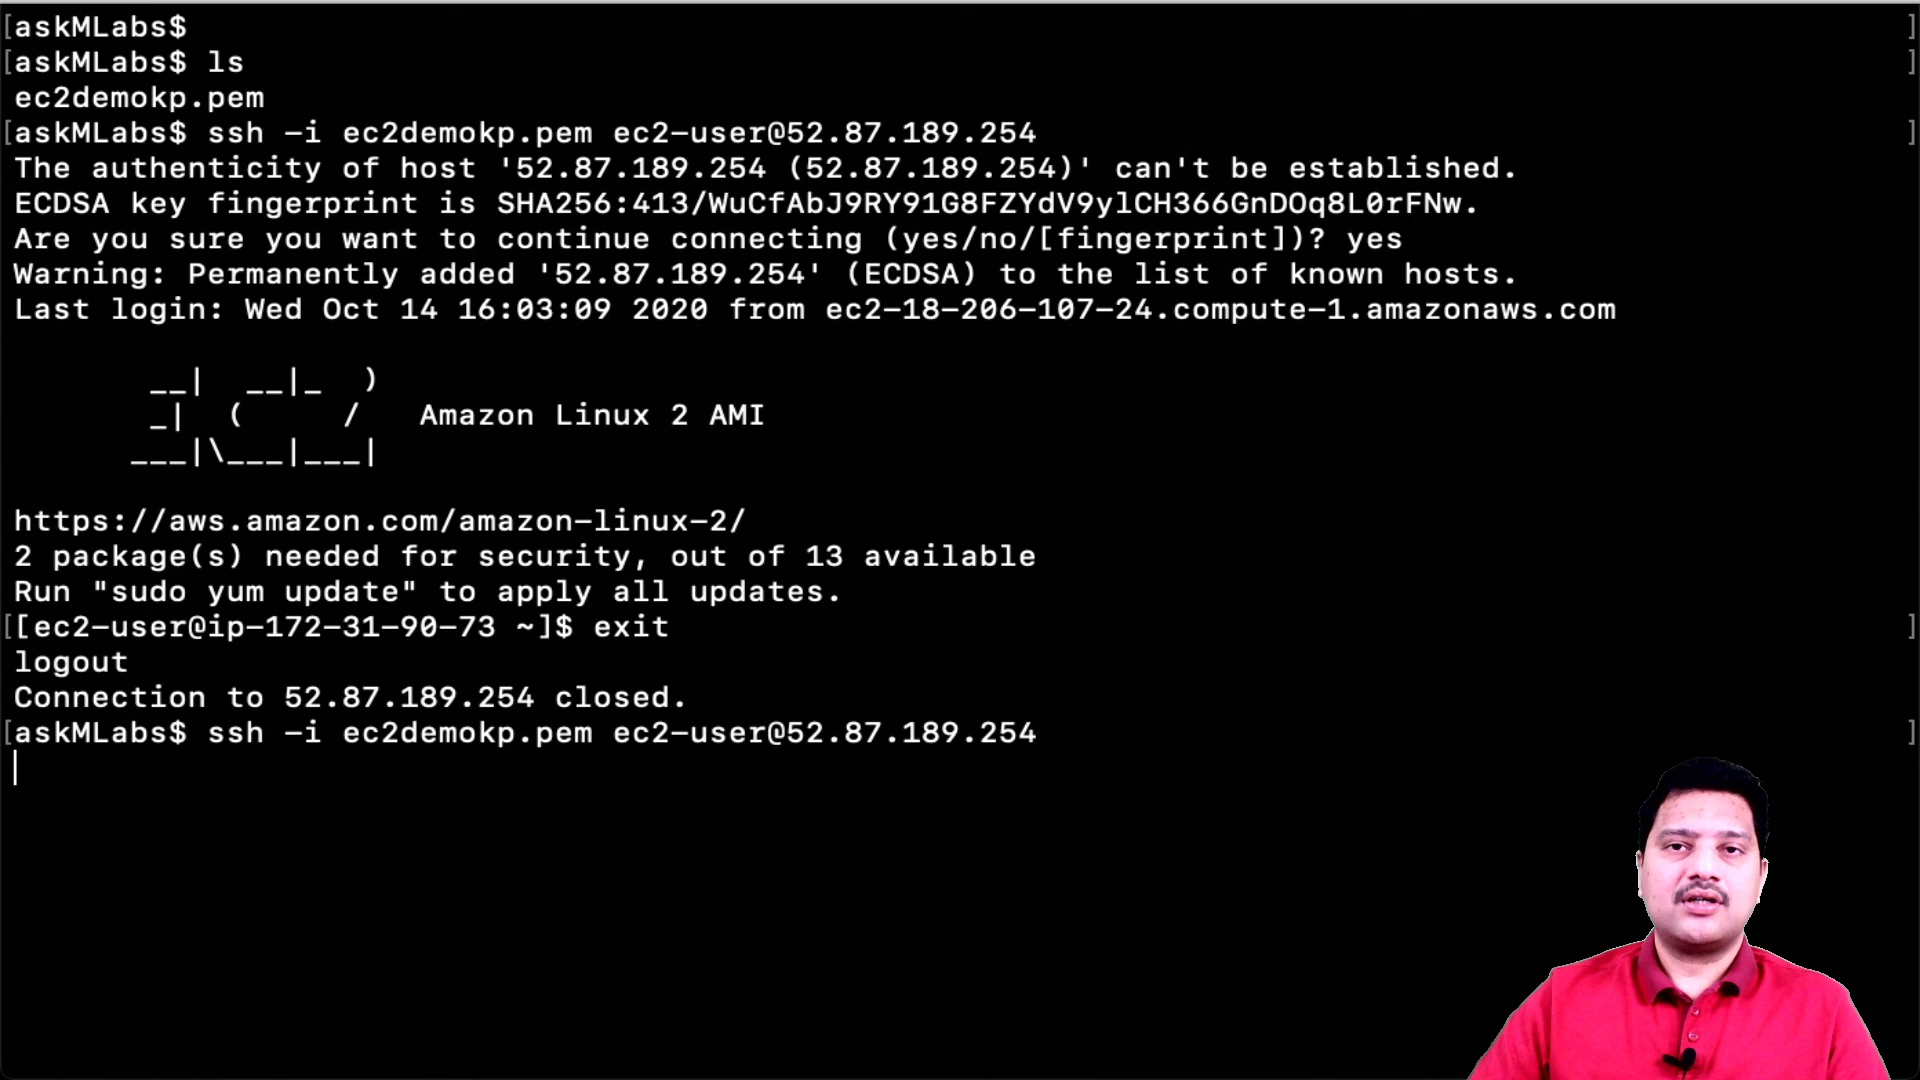 [askMLabs$ ]
[askMLabs$ ls ]
ec2demokp.pem
[askMLabs$ ssh -i ec2demokp.pem ec2-user@52.87.189.254 ]
The authenticity of host '52.87.189.254 (52.87.189.254)' can't be established.
ECDSA key fingerprint is SHA256:413/WuCfAbJ9RY91G8FZYdV9ylCH366GnDOq8L0rFNw.
Are you sure you want to continue connecting (yes/no/[fingerprint])? yes
Warning: Permanently added '52.87.189.254' (ECDSA) to the list of known hosts.
Last login: Wed Oct 14 16:03:09 2020 from ec2-18-206-107-24.compute-1.amazonaws.com
       __|  __|_  )
       _|  (     /   Amazon Linux 2 AMI
      ___|\___|___|
https://aws.amazon.com/amazon-linux-2/
2 package(s) needed for security, out of 13 available
Run "sudo yum update" to apply all updates.
[[ec2-user@ip-172-31-90-73 ~]$ exit ]
logout
Connection to 52.87.189.254 closed.
[askMLabs$ ssh -i ec2demokp.pem ec2-user@52.87.189.254 ]